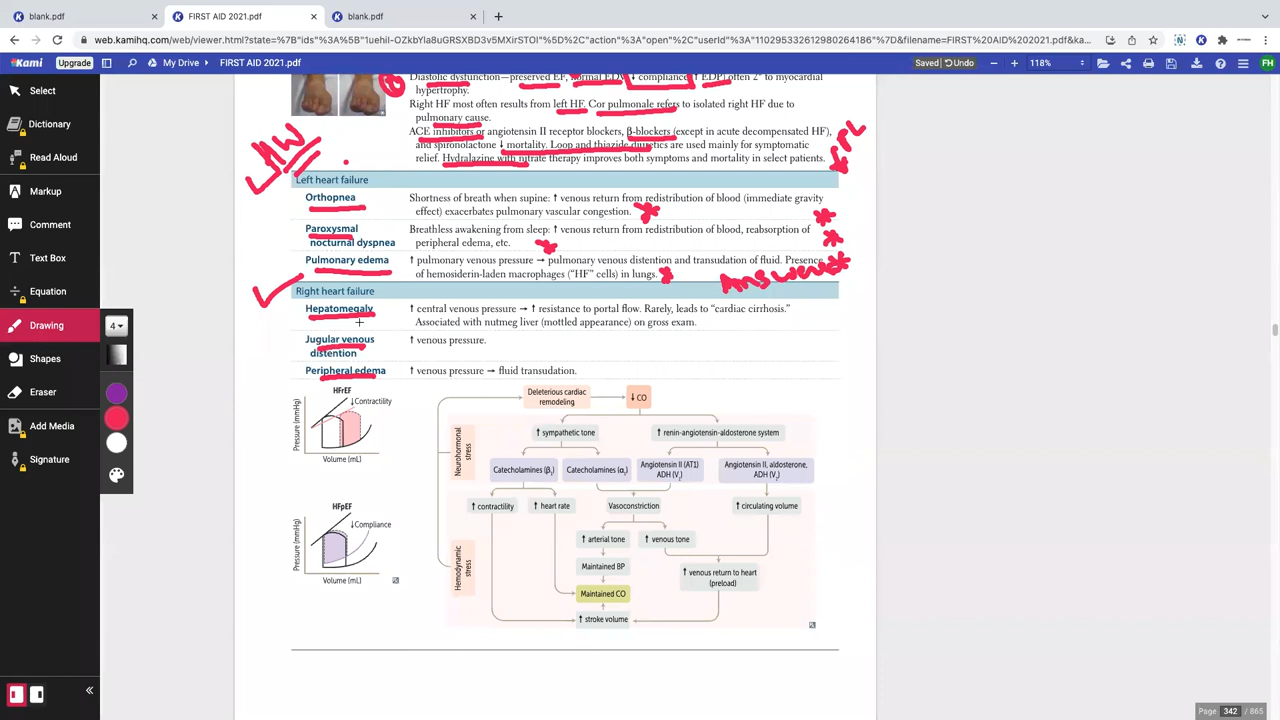 blank.pdf
FIRST AID 2021.pdf
blank.pdf
web.kamihq.com/web/viewer.html?state=%7B"ids"%3A%5B"1uehiI-OZkbYla8uGRSXBD3v5MXirSTOI"%5D%2C"action"%3A"open"%2C"userId"%3A"110295332612980264186"%7D&filename=FIRST%20AID%202021.pdf&ka...
Kami
Upgrade
My Drive
FIRST AID 2021.pdf
Saved
Undo
Select
118%
Dictionary
Read Aloud
Markup
Comment
Text Box
Equation
Drawing
4
Shapes
Eraser
Add Media
Signature
Diastolic dysfunction—preserved EF, normal EDV, ↓ compliance ↑ EDP) often 2° to myocardial
hypertrophy.
Right HF most often results from left HF. Cor pulmonale refers to isolated right HF due to
pulmonary cause.
ACE inhibitors or angiotensin II receptor blockers, β-blockers (except in acute decompensated HF),
and spironolactone ↓ mortality. Loop and thiazide diuretics are used mainly for symptomatic
relief. Hydralazine with nitrate therapy improves both symptoms and mortality in select patients.
HW
Left heart failure
Orthopnea
Shortness of breath when supine: ↑ venous return from redistribution of blood (immediate gravity
effect) exacerbates pulmonary vascular congestion.
Paroxysmal
nocturnal dyspnea
Breathless awakening from sleep: ↑ venous return from redistribution of blood, reabsorption of
peripheral edema, etc.
Pulmonary edema
↑ pulmonary venous pressure → pulmonary venous distention and transudation of fluid. Presence
of hemosiderin-laden macrophages (“HF” cells) in lungs.
Answers
Right heart failure
Hepatomegaly
↑ central venous pressure → ↑ resistance to portal flow. Rarely, leads to “cardiac cirrhosis.”
Associated with nutmeg liver (mottled appearance) on gross exam.
Jugular venous
distention
↑ venous pressure.
Peripheral edema
↑ venous pressure → fluid transudation.
HFrEF
↓Contractility
Pressure (mmHg)
Volume (mL)
HFpEF
↓Compliance
Pressure (mmHg)
Volume (mL)
Deleterious cardiac
remodeling
↓ CO
Neurohormonal
stress
↑ sympathetic tone
↑ renin-angiotensin-aldosterone system
Catecholamines (β₁)
Catecholamines (α₁)
Angiotensin II (AT1)
ADH (V₁)
Angiotensin II, aldosterone,
ADH (V₂)
↑ contractility
↑ heart rate
Vasoconstriction
↑ circulating volume
Hemodynamic
stress
↑ arterial tone
↑ venous tone
Maintained BP
↑ venous return to heart
(preload)
Maintained CO
↑ stroke volume
Page 342 / 865